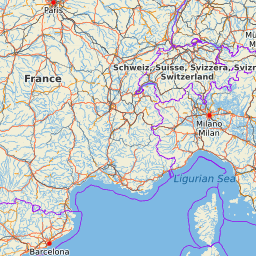 Paris
France
Schweiz, Suisse, Svizzera, Svizr
Switzerland
Milano
Milan
Ligurian Sea
Barcelona